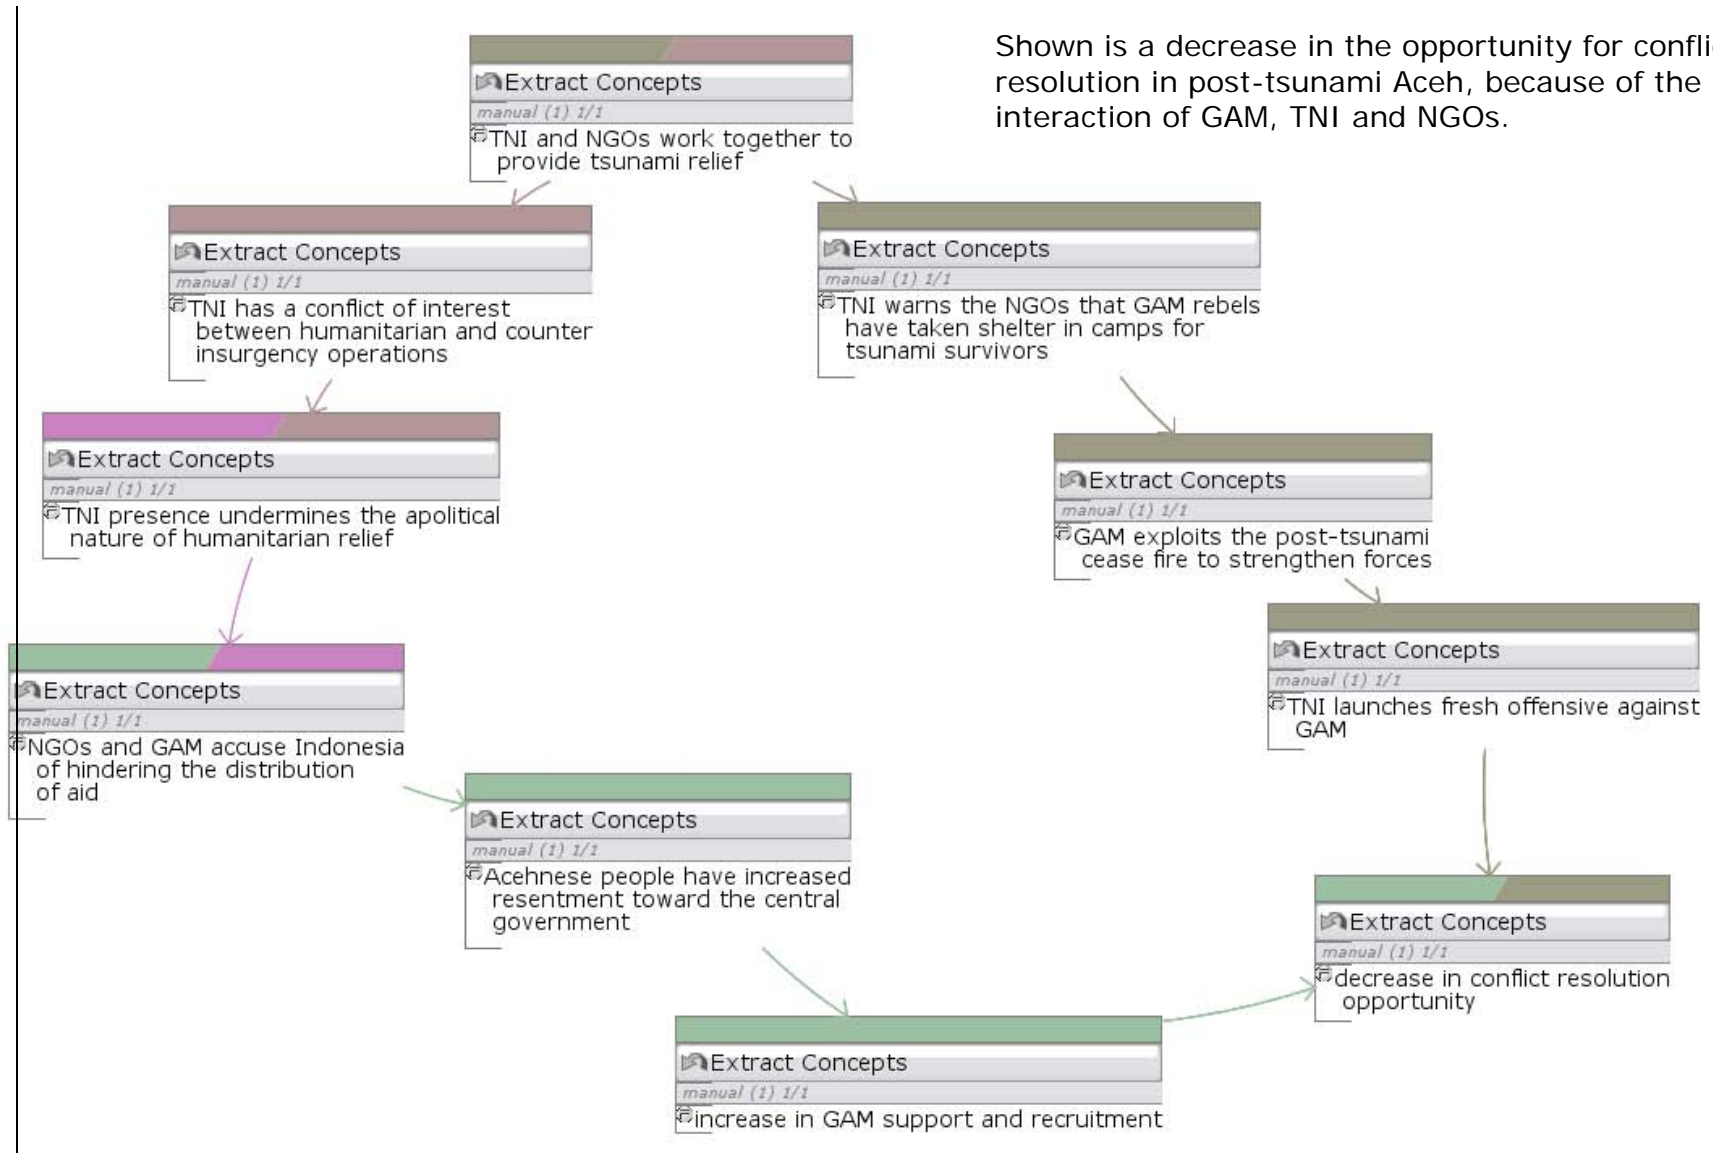 Shown is a decrease in the opportunity for
resolution in post-tsunami Aceh, because of the
interaction of GAM, TNI and NGOs.
Extract Concepts
manual (1) 1/1
TNI and NGOs work together to
provide tsunami relief
Extract Concepts
manual (1) 1/1
TNI has a conflict of interest
between humanitarian and counter
insurgency operations
Extract Concepts
manual (1) 1/1
TNI warns the NGOs that GAM rebels
have taken shelter in camps for
tsunami survivors
Extract Concepts
manual (1) 1/1
TNI presence undermines the apolitical
nature of humanitarian relief
Extract Concepts
manual (1) 1/1
GAM exploits the post-tsunami
cease fire to strengthen forces
Extract Concepts
manual (1) 1/1
TNI launches fresh offensive against
GAM
Extract Concepts
manual (1) 1/1
NGOs and GAM accuse Indonesia
of hindering the distribution
of aid
Extract Concepts
manual (1) 1/1
Acehnese people have increased
resentment toward the central
government
Extract Concepts
manual (1) 1/1
decrease in conflict resolution
opportunity
Extract Concepts
manual (1) 1/1
increase in GAM support and recruitment